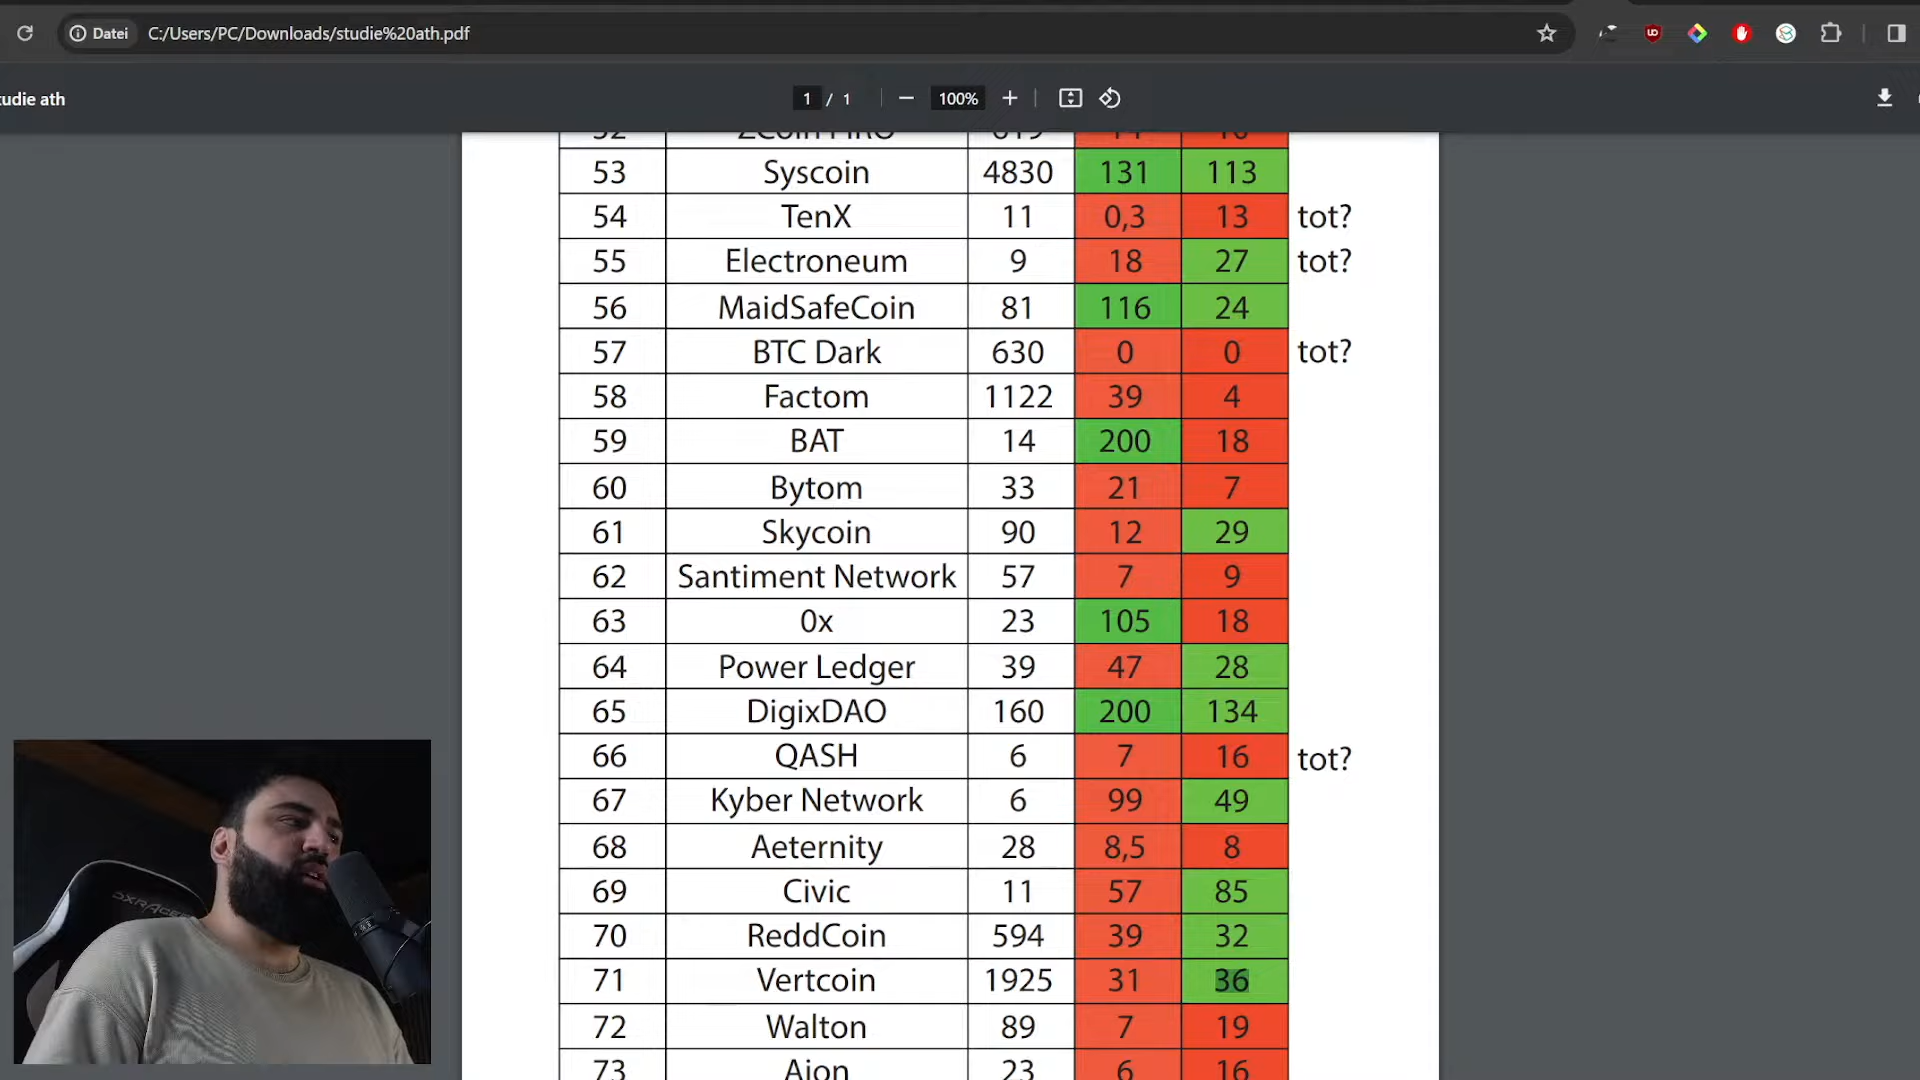 Datei C:/Users/PC/Downloads/studie%20ath.pdf
tudie ath 1 / 1 100%
53 Syscoin 4830 131 113
54 TenX 11 0,3 13 tot?
55 Electroneum 9 18 27 tot?
56 MaidSafeCoin 81 116 24
57 BTC Dark 630 0 0 tot?
58 Factom 1122 39 4
59 BAT 14 200 18
60 Bytom 33 21 7
61 Skycoin 90 12 29
62 Santiment Network 57 7 9
63 0x 23 105 18
64 Power Ledger 39 47 28
65 DigixDAO 160 200 134
66 QASH 6 7 16 tot?
67 Kyber Network 6 99 49
68 Aeternity 28 8,5 8
69 Civic 11 57 85
70 ReddCoin 594 39 32
71 Vertcoin 1925 31 36
72 Walton 89 7 19
73 Aion 23 6 16
DXRACER